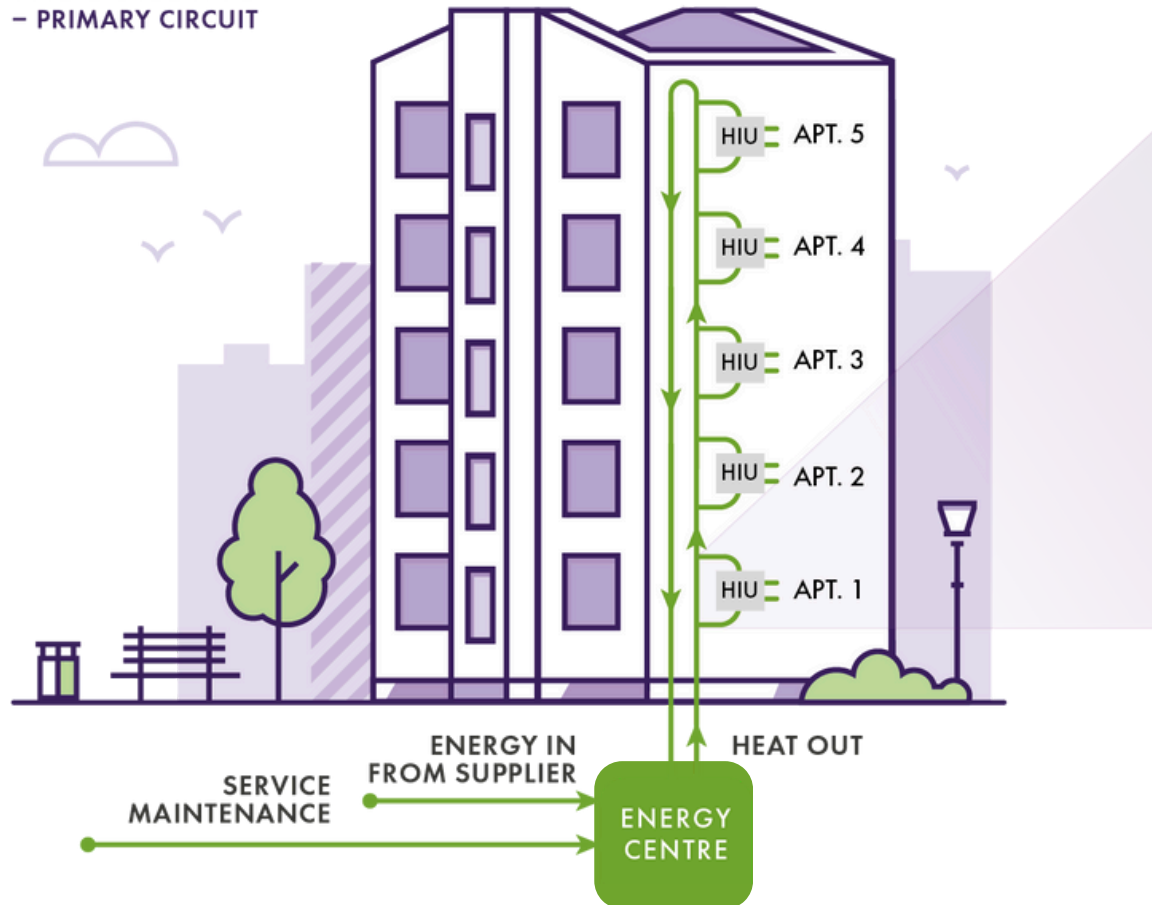 – PRIMARY CIRCUIT
HIU APT. 5
HIU APT. 4
HIU APT. 3
HIU APT. 2
HIU APT. 1
ENERGY IN
FROM SUPPLIER
HEAT OUT
SERVICE
MAINTENANCE
ENERGY
CENTRE